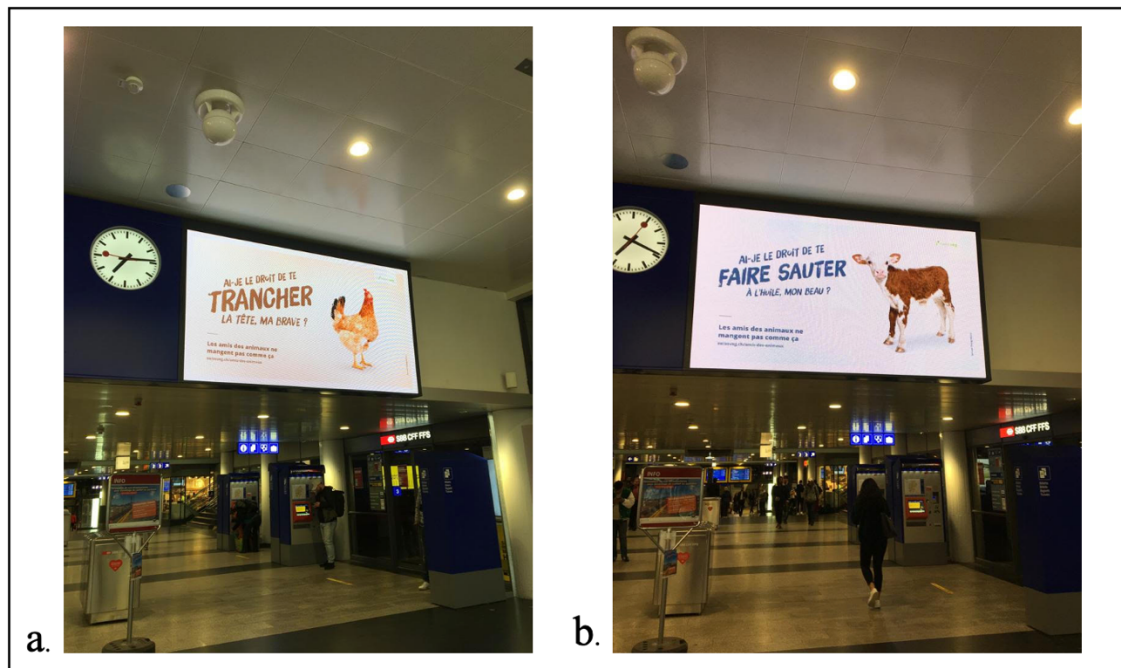 AI-JE LE DROIT DE TE
TRANCHER
LA TÊTE, MA BRAVE ?
Les amis des animaux ne
mangent pas comme ça
SBB CFF FFS
INFO
a.
AI-JE LE DROIT DE TE
FAIRE SAUTER
À L'HUILE, MON BEAU ?
Les amis des animaux ne
mangent pas comme ça
SBB CFF FFS
INFO
b.